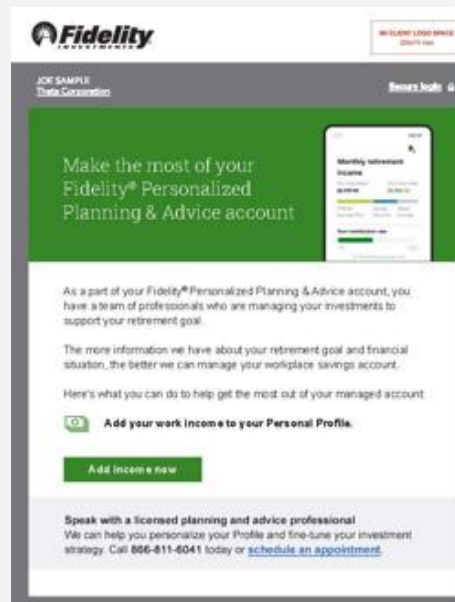 Fidelity
INVESTMENTS
JOE SAMPLE
Theta Corporation
Secure login
Make the most of your
Fidelity® Personalized
Planning & Advice account
Monthly retirement
income
As a part of your Fidelity® Personalized Planning & Advice account, you
have a team of professionals who are managing your investments to
support your retirement goal.
The more information we have about your retirement goal and financial
situation, the better we can manage your workplace savings account.
Here's what you can do to help get the most out of your managed account:
Add your work income to your Personal Profile.
Add income now
Speak with a licensed planning and advice professional
We can help you personalize your Profile and fine-tune your investment
strategy. Call 866-811-6041 today or schedule an appointment.